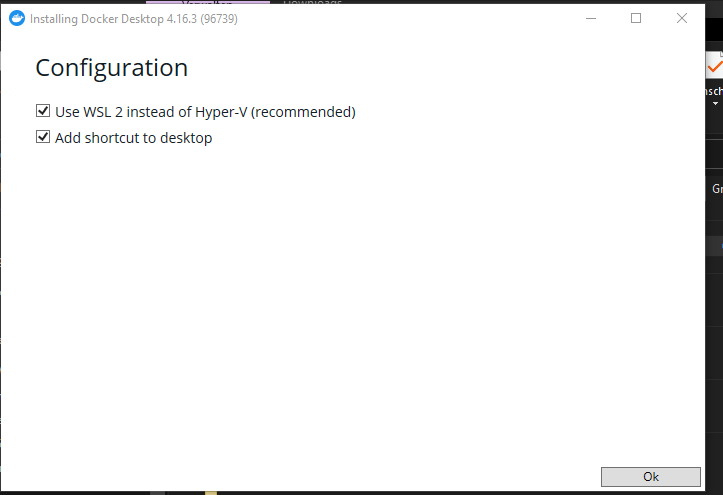 Downloads
Installing Docker Desktop 4.16.3 (96739)
Configuration
Use WSL 2 instead of Hyper-V (recommended)
Add shortcut to desktop
Ok